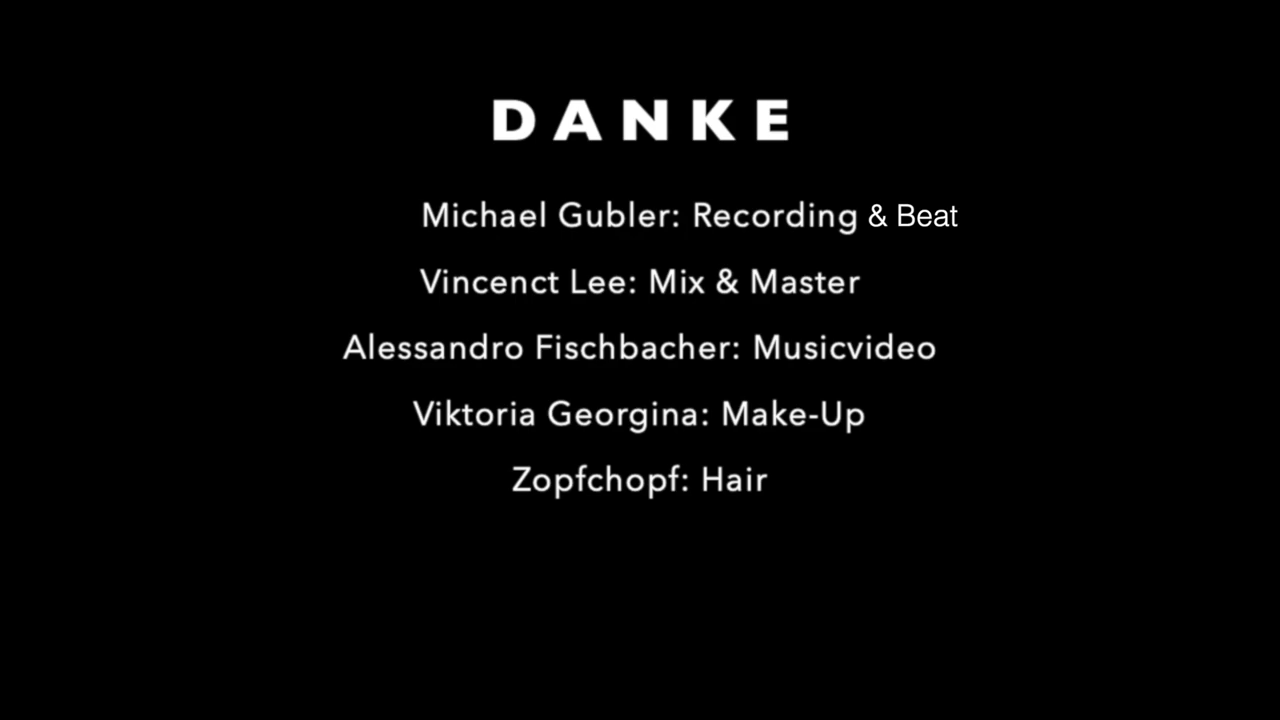 DANKE
Michael Gubler: Recording & Beat
Vincenct Lee: Mix & Master
Alessandro Fischbacher: Musicvideo
Viktoria Georgina: Make-Up
Zopfchopf: Hair